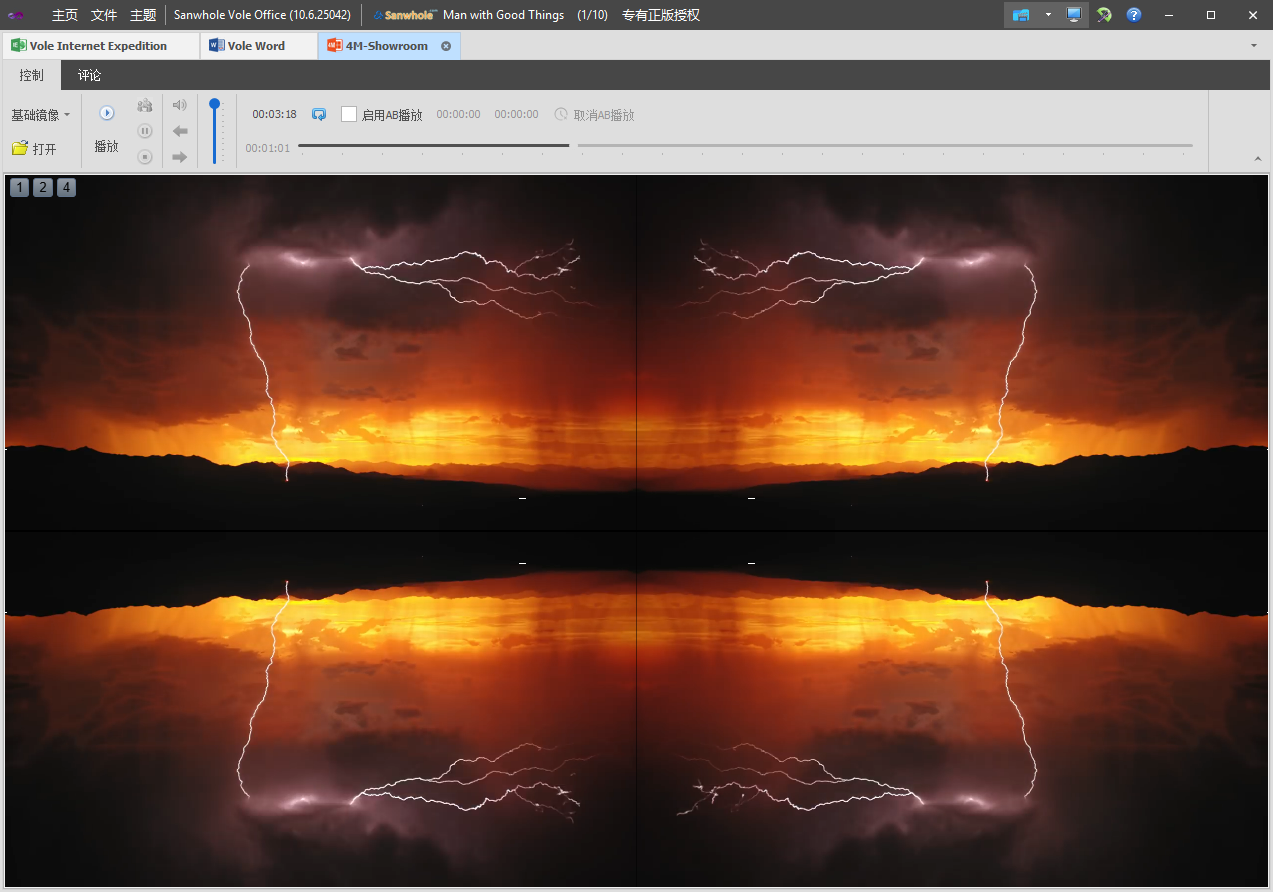 主页 文件 主题 Sanwhole Vole Office (10.6.25042) Sanwhole Man with Good Things (1/10) 专有正版授权
Vole Internet Expedition Vole Word 4M-Showroom
控制 评论
基础镜像 00:03:18 启用AB播放 00:00:00 00:00:00 取消AB播放
打开 播放 00:01:01
1 2 4